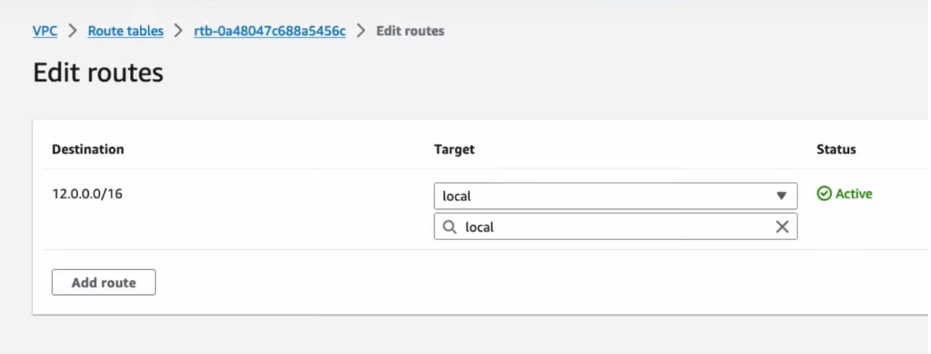 VPC > Route tables > rtb-0a48047c688a5456c > Edit routes
Edit routes
Destination Target Status
12.0.0.0/16 local Active
local
Add route